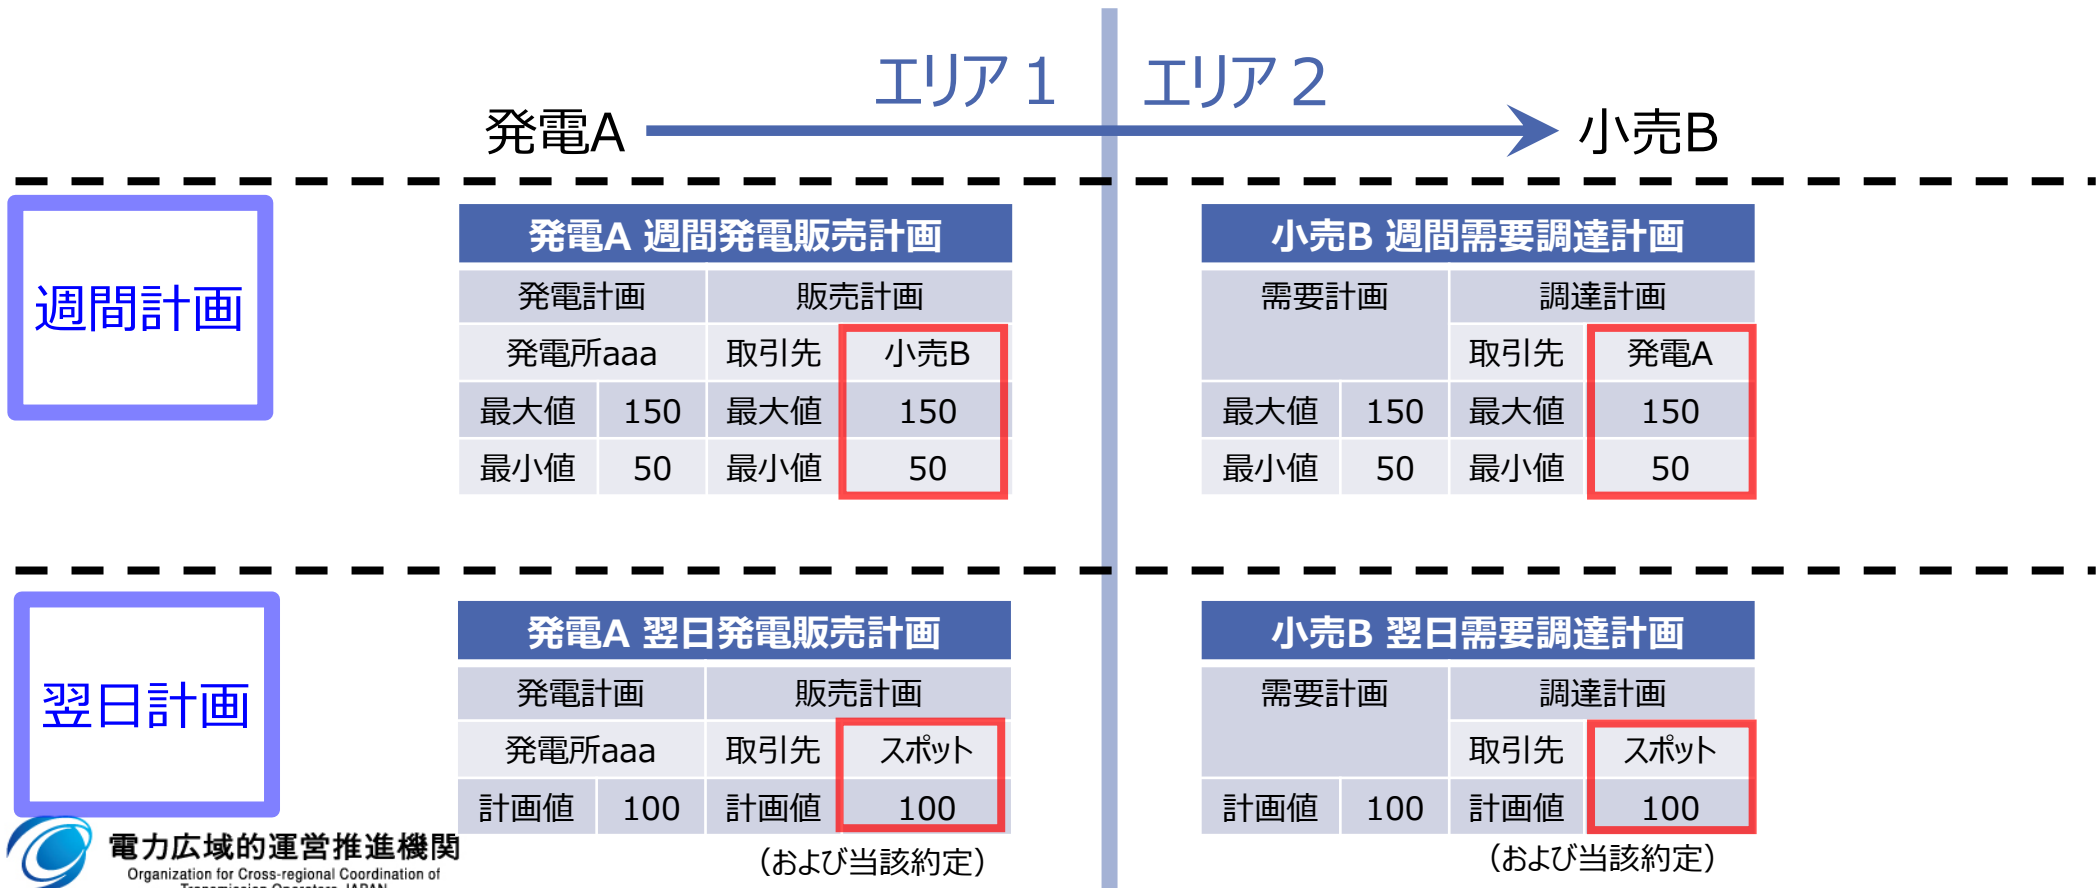 エリア１ エリア２
発電A 小売B
週間計画
発電A 週間発電販売計画
発電計画 販売計画
発電所aaa 取引先 小売B
最大値 150 最大値 150
最小値 50 最小値 50
小売B 週間需要調達計画
需要計画 調達計画
取引先 発電A
最大値 150 最大値 150
最小値 50 最小値 50
翌日計画
発電A 翌日発電販売計画
発電計画 販売計画
発電所aaa 取引先 スポット
計画値 100 計画値 100
（および当該約定）
小売B 翌日需要調達計画
需要計画 調達計画
取引先 スポット
計画値 100 計画値 100
（および当該約定）
電力広域的運営推進機関
Organization for Cross-regional Coordination of
Transmission Operators, JAPAN